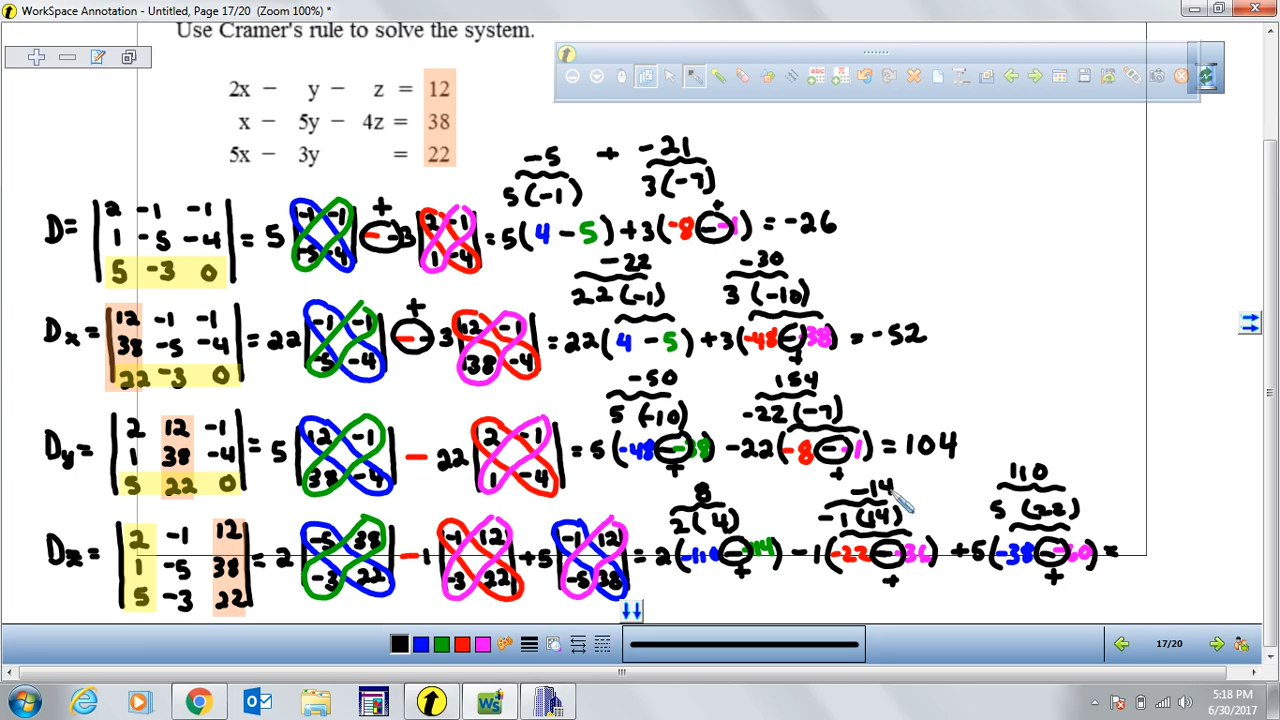 WorkSpace Annotation - Untitled, Page 17/20 (Zoom 100%) *
Use Cramer's rule to solve the system.
2x - y - z = 12
x - 5y - 4z = 38
5x - 3y = 22
-5 + -21
5(-1) 3(-7)
D= | 2 -1 -1 | = 5 | -1 -1 | + - -3 | 2 -1 | = 5(4 -5) +3(-8 - -1) = -26
1 -5 -4 -5 -4 1 -4
5 -3 0
-22 -30
22(-1) 3(-10)
Dx = | 12 -1 -1 | = 22 | -1 -1 | + - -3 | 12 -1 | = 22(4 -5) +3(-48 - -38) = -52
38 -5 -4 -5 -4 38 -4
22 -3 0
-50 154
5(-10) -22(-7)
Dy = | 2 12 -1 | = 5 | 12 -1 | - 22 | 2 -1 | = 5(-48 - -38) -22(-8 - -1) = 104
1 38 -4 38 -4 1 -4
5 22 0
8 -14 110
2(4) -1(14) 5(22)
Dz = | 2 -1 12 | = 2 | -5 38 | -1 | -1 12 | +5 | -1 12 | = 2(-110 - -114) -1(-22 - -36) +5(-38 - -60) =
1 -5 38 -3 22 -3 22 -5 38
5 -3 22
17/20
5:18 PM
6/30/2017